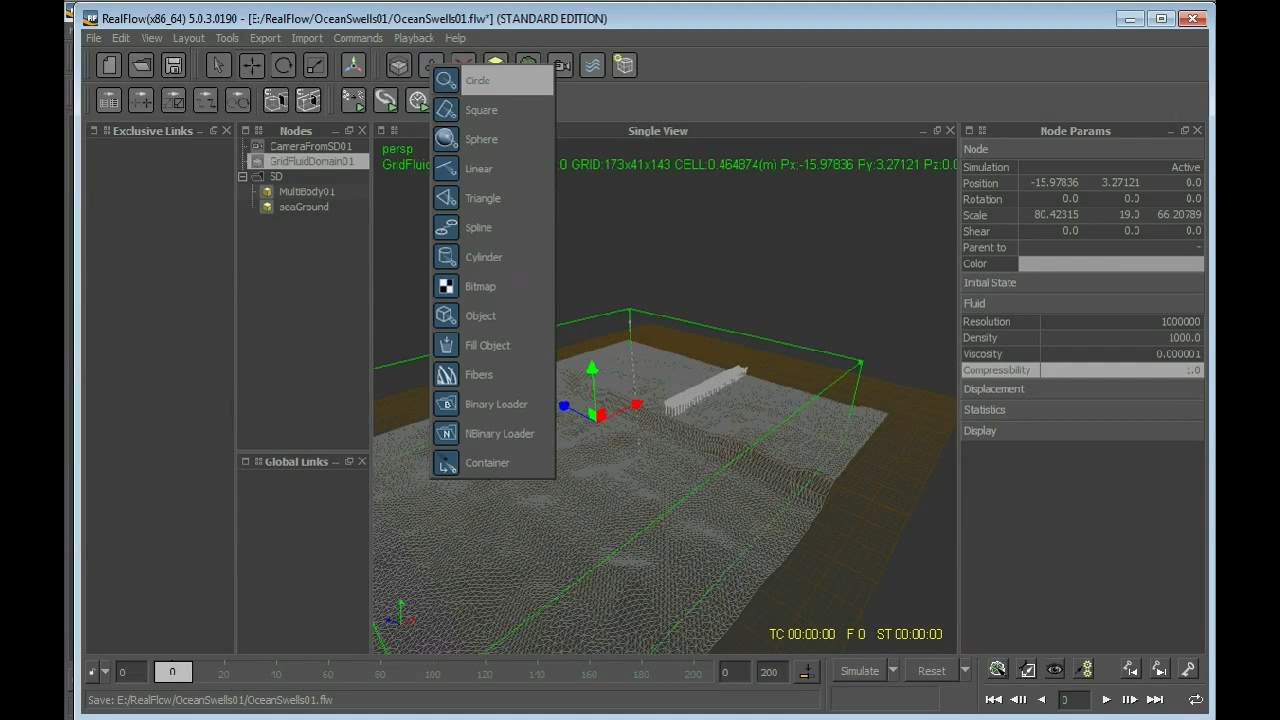 RealFlow(x86_64) 5.0.3.0190 - [E:/RealFlow/OceanSwells01/OceanSwells01.flw*] (STANDARD EDITION)
File Edit View Layout Tools Export Import Commands Playback Help
Exclusive Links
Nodes
CameraFromSD01
GridFluidDomain01
SD
MultiBody01
seaGround
Global Links
Circle
Square
Sphere
Linear
Triangle
Spline
Cylinder
Bitmap
Object
Fill Object
Fibers
Binary Loader
NBinary Loader
Container
Single View
persp
GridFluid :0 GRID:173x41x143 CELL:0.464874(m) Px:-15.97836 Py:3.27121 Pz:0.0
TC 00:00:00 F 0 ST 00:00:00
Node Params
Node
Simulation Active
Position -15.97836 3.27121 0.0
Rotation 0.0 0.0 0.0
Scale 80.42315 19.0 66.20789
Shear 0.0 0.0 0.0
Parent to -
Color
Initial State
Fluid
Resolution 1000000
Density 1000.0
Viscosity 0.000001
Compressibility 1.0
Displacement
Statistics
Display
0 0 20 40 60 80 100 120 140 160 180 200 0 200 Simulate Reset
Save: E:/RealFlow/OceanSwells01/OceanSwells01.flw 0